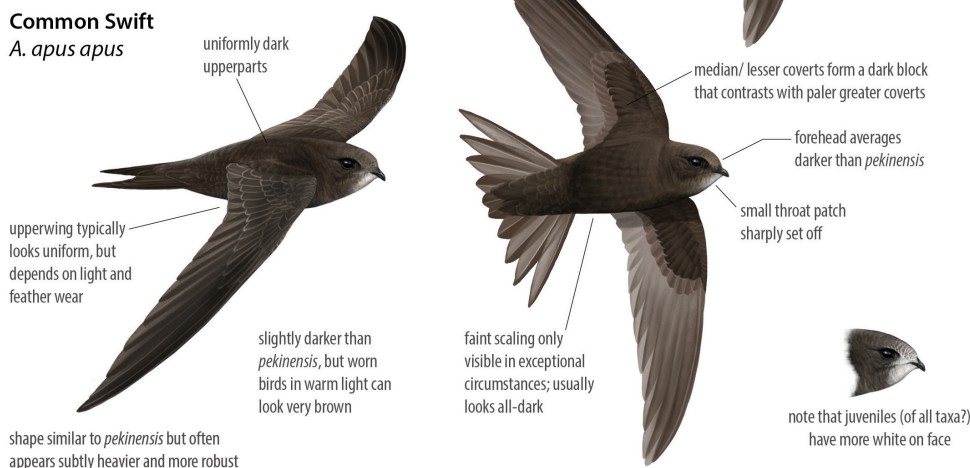 Common Swift
A. apus apus
uniformly dark
upperparts
upperwing typically
looks uniform, but
depends on light and
feather wear
slightly darker than
pekinensis, but worn
birds in warm light can
look very brown
shape similar to pekinensis but often
appears subtly heavier and more robust
median/ lesser coverts form a dark block
that contrasts with paler greater coverts
forehead averages
darker than pekinensis
small throat patch
sharply set off
faint scaling only
visible in exceptional
circumstances; usually
looks all-dark
note that juveniles (of all taxa?)
have more white on face